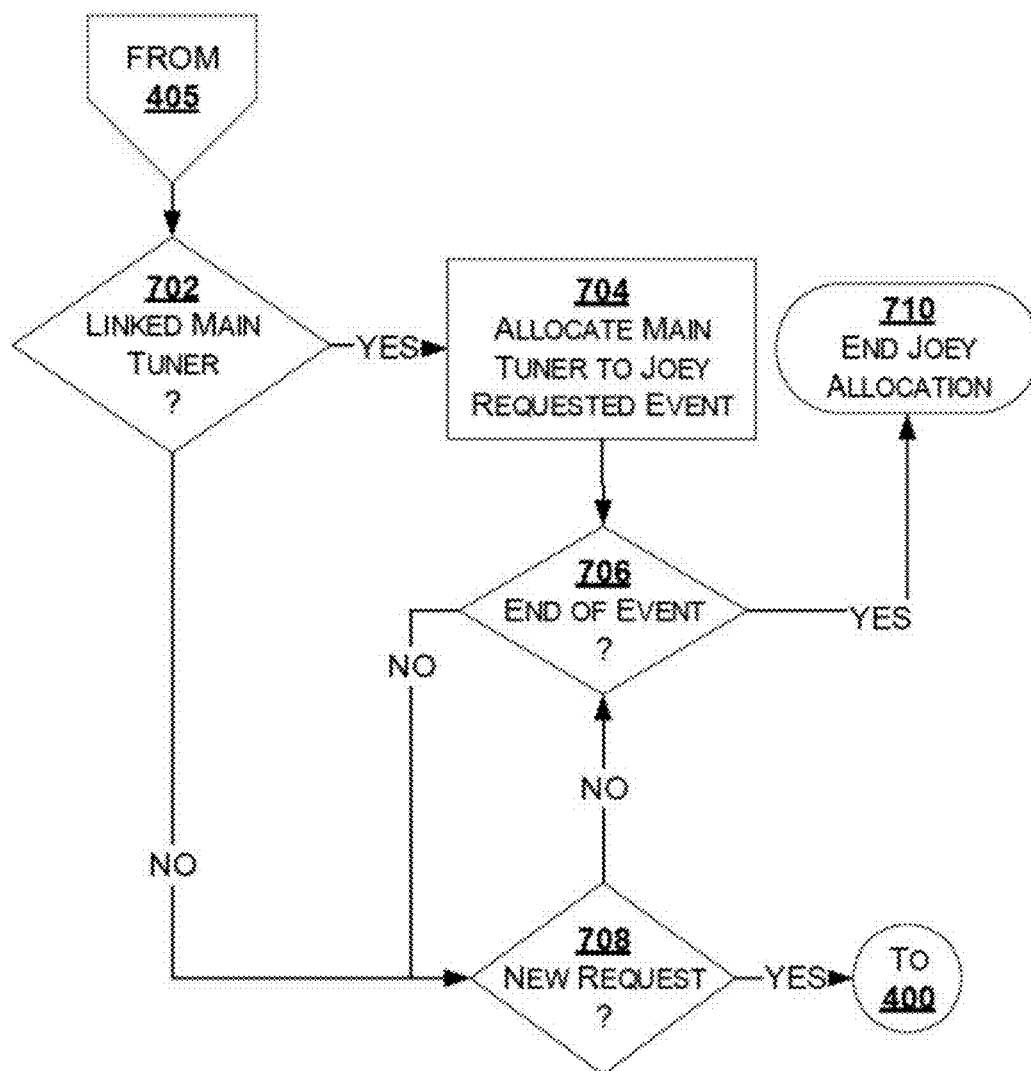 FROM
405
702
LINKED MAIN
TUNER
?
YES
704
ALLOCATE MAIN
TUNER TO JOEY
REQUESTED EVENT
710
END JOEY
ALLOCATION
706
END OF EVENT
?
YES
NO
NO
NO
708
NEW REQUEST
?
YES
TO
400